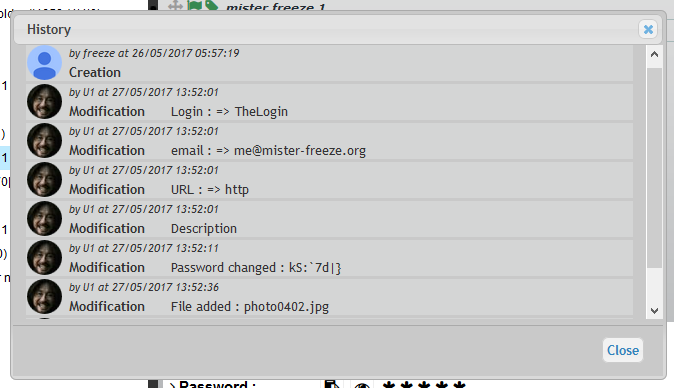 mister freeze 1
History
by freeze at 26/05/2017 05:57:19
Creation
by U1 at 27/05/2017 13:52:01
Modification Login : => TheLogin
by U1 at 27/05/2017 13:52:01
Modification email : => me@mister-freeze.org
by U1 at 27/05/2017 13:52:01
Modification URL : => http
by U1 at 27/05/2017 13:52:01
Modification Description
by U1 at 27/05/2017 13:52:11
Modification Password changed : kS:`7d|}
by U1 at 27/05/2017 13:52:36
Modification File added : photo0402.jpg
Close
Password :